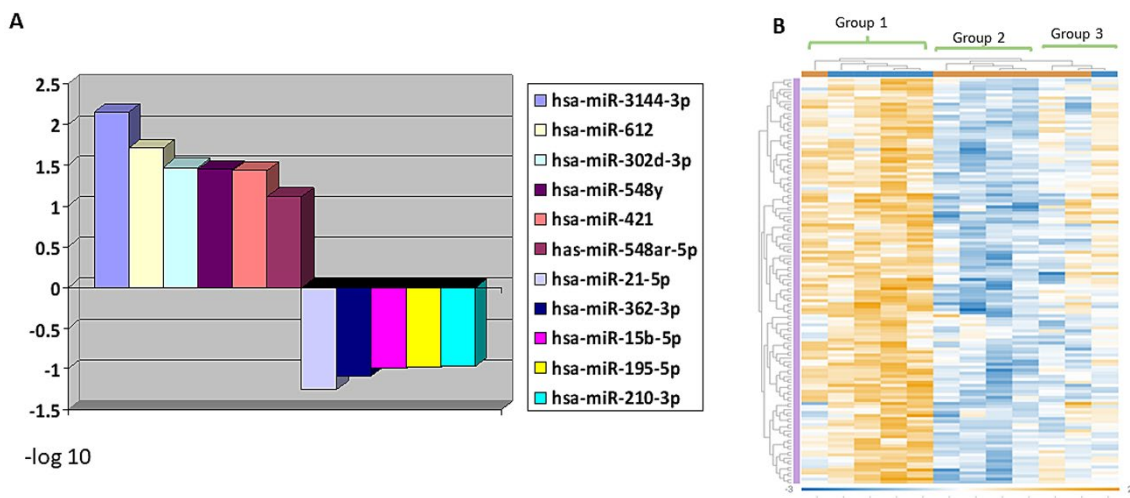 A
2.5
2
1.5
1
0.5
0
-0.5
-1
-1.5
-log 10
hsa-miR-3144-3p
hsa-miR-612
hsa-miR-302d-3p
hsa-miR-548y
hsa-miR-421
has-miR-548ar-5p
hsa-miR-21-5p
hsa-miR-362-3p
hsa-miR-15b-5p
hsa-miR-195-5p
hsa-miR-210-3p
B
Group 1
Group 2
Group 3
-3